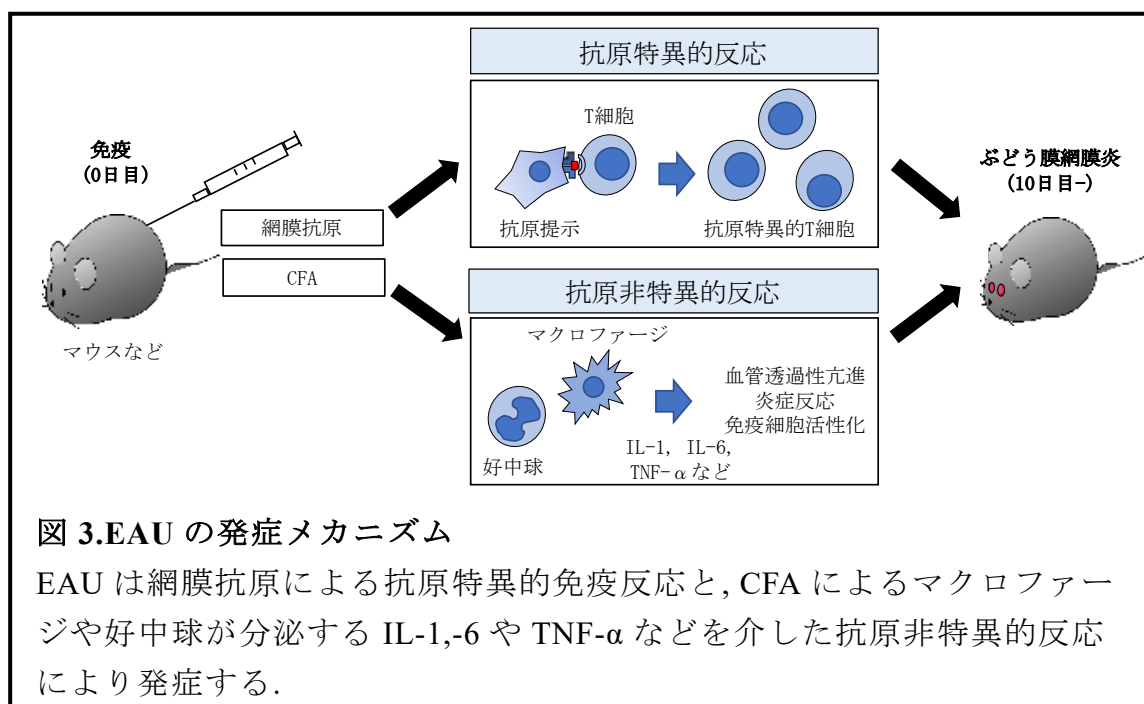 抗原特異的反応
免疫
(0日目)
T細胞
ぶどう膜網膜炎
(10日目-)
網膜抗原
抗原提示
抗原特異的T細胞
CFA
抗原非特異的反応
マウスなど
マクロファージ
血管透過性亢進
炎症反応
免疫細胞活性化
好中球
IL-1, IL-6,
TNF-αなど
図 3.EAU の発症メカニズム
EAU は網膜抗原による抗原特異的免疫反応と, CFA によるマクロファー
ジや好中球が分泌する IL-1,-6 や TNF-α などを介した抗原非特異的反応
により発症する.